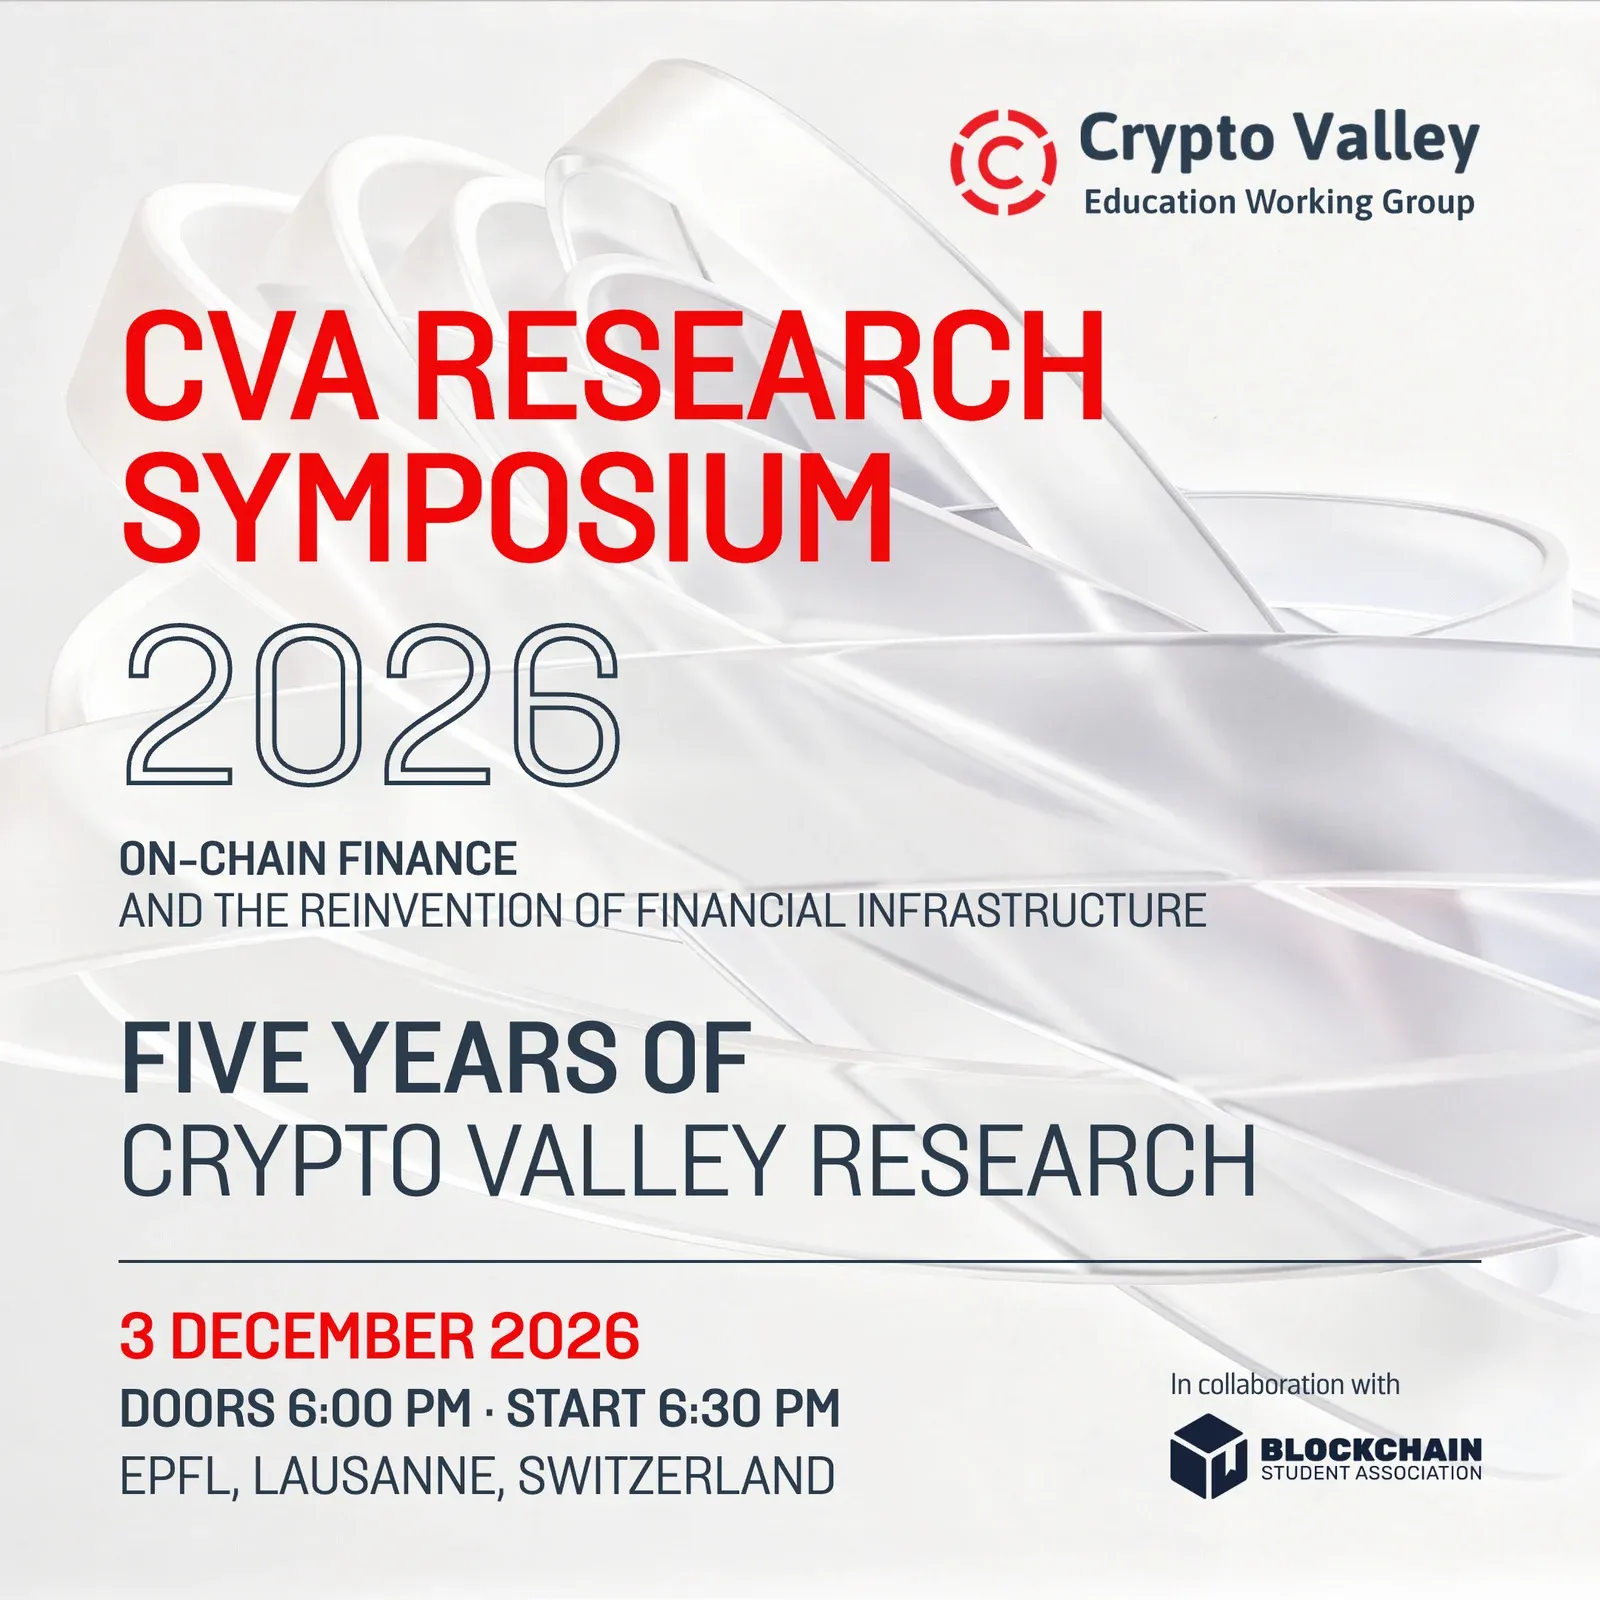 Crypto Valley
Education Working Group
CVA RESEARCH
SYMPOSIUM
2026
ON-CHAIN FINANCE
AND THE REINVENTION OF FINANCIAL INFRASTRUCTURE
FIVE YEARS OF
CRYPTO VALLEY RESEARCH
3 DECEMBER 2026
DOORS 6:00 PM · START 6:30 PM
EPFL, LAUSANNE, SWITZERLAND
In collaboration with
BLOCKCHAIN
STUDENT ASSOCIATION